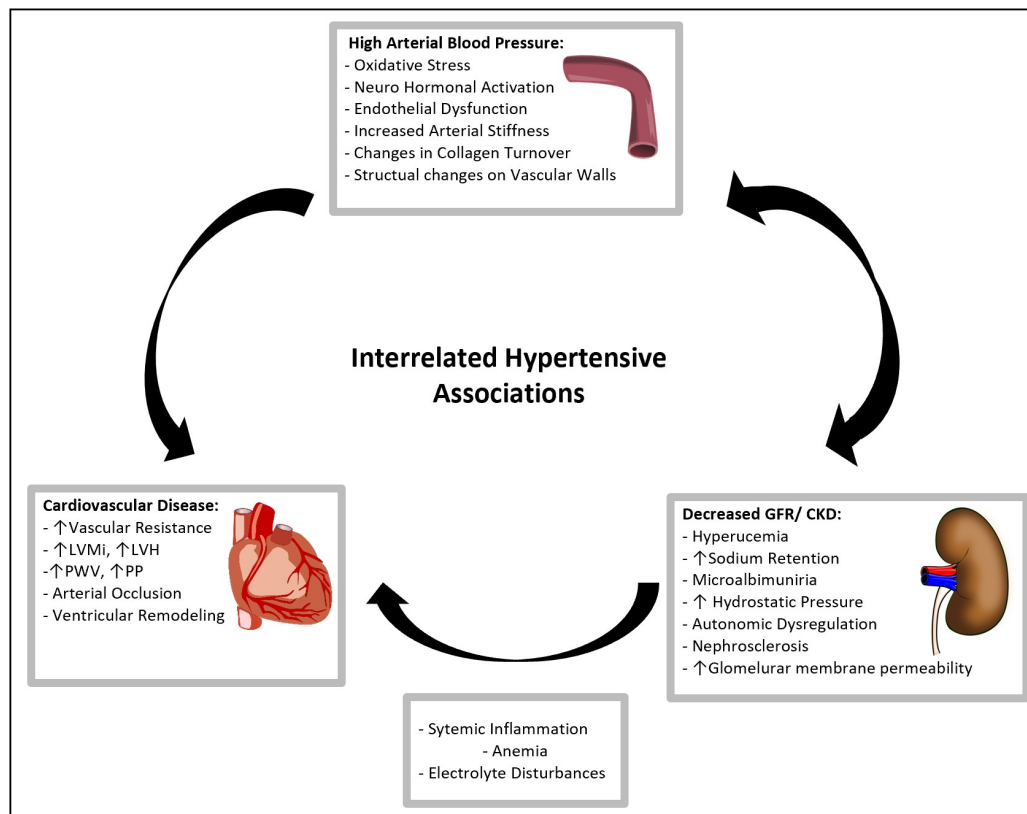 High Arterial Blood Pressure:
- Oxidative Stress
- Neuro Hormonal Activation
- Endothelial Dysfunction
- Increased Arterial Stiffness
- Changes in Collagen Turnover
- Structual changes on Vascular Walls
Interrelated Hypertensive
Associations
Cardiovascular Disease:
- ↑Vascular Resistance
- ↑LVMi, ↑LVH
-↑PWV, ↑PP
- Arterial Occlusion
- Ventricular Remodeling
Decreased GFR/ CKD:
- Hyperucemia
- ↑Sodium Retention
- Microalbimuniria
- ↑ Hydrostatic Pressure
- Autonomic Dysregulation
- Nephrosclerosis
- ↑Glomelurar membrane permeability
- Sytemic Inflammation
- Anemia
- Electrolyte Disturbances